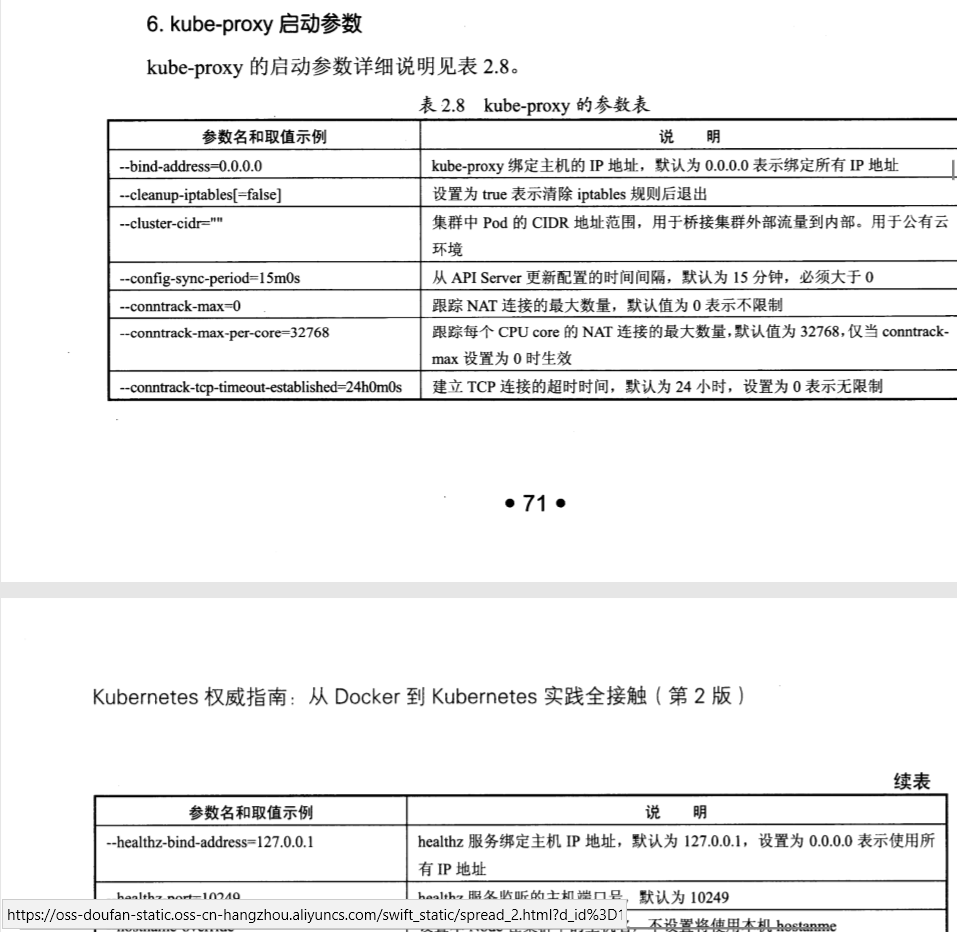 6. kube-proxy 启动参数
kube-proxy 的启动参数详细说明见表 2.8。
表 2.8 kube-proxy 的参数表
参数名和取值示例 说 明
--bind-address=0.0.0.0 kube-proxy 绑定主机的 IP 地址，默认为 0.0.0.0 表示绑定所有 IP 地址
--cleanup-iptables[=false] 设置为 true 表示清除 iptables 规则后退出
--cluster-cidr="" 集群中 Pod 的 CIDR 地址范围，用于桥接集群外部流量到内部。用于公有云
环境
--config-sync-period=15m0s 从 API Server 更新配置的时间间隔，默认为 15 分钟，必须大于 0
--conntrack-max=0 跟踪 NAT 连接的最大数量，默认值为 0 表示不限制
--conntrack-max-per-core=32768 跟踪每个 CPU core 的 NAT 连接的最大数量，默认值为 32768，仅当 conntrack-
max 设置为 0 时生效
--conntrack-tcp-timeout-established=24h0m0s 建立 TCP 连接的超时时间，默认为 24 小时，设置为 0 表示无限制
• 71 •
Kubernetes 权威指南：从 Docker 到 Kubernetes 实践全接触（第 2 版）
续表
参数名和取值示例 说 明
--healthz-bind-address=127.0.0.1 healthz 服务绑定主机 IP 地址，默认为 127.0.0.1，设置为 0.0.0.0 表示使用所
有 IP 地址
--healthz-port=10249 healthz 服务监听的主机端口号，默认为 10249
https://oss-doufan-static.oss-cn-hangzhou.aliyuncs.com/swift_static/spread_2.html?d_id%3D1
不设置将使用本机 hostanme